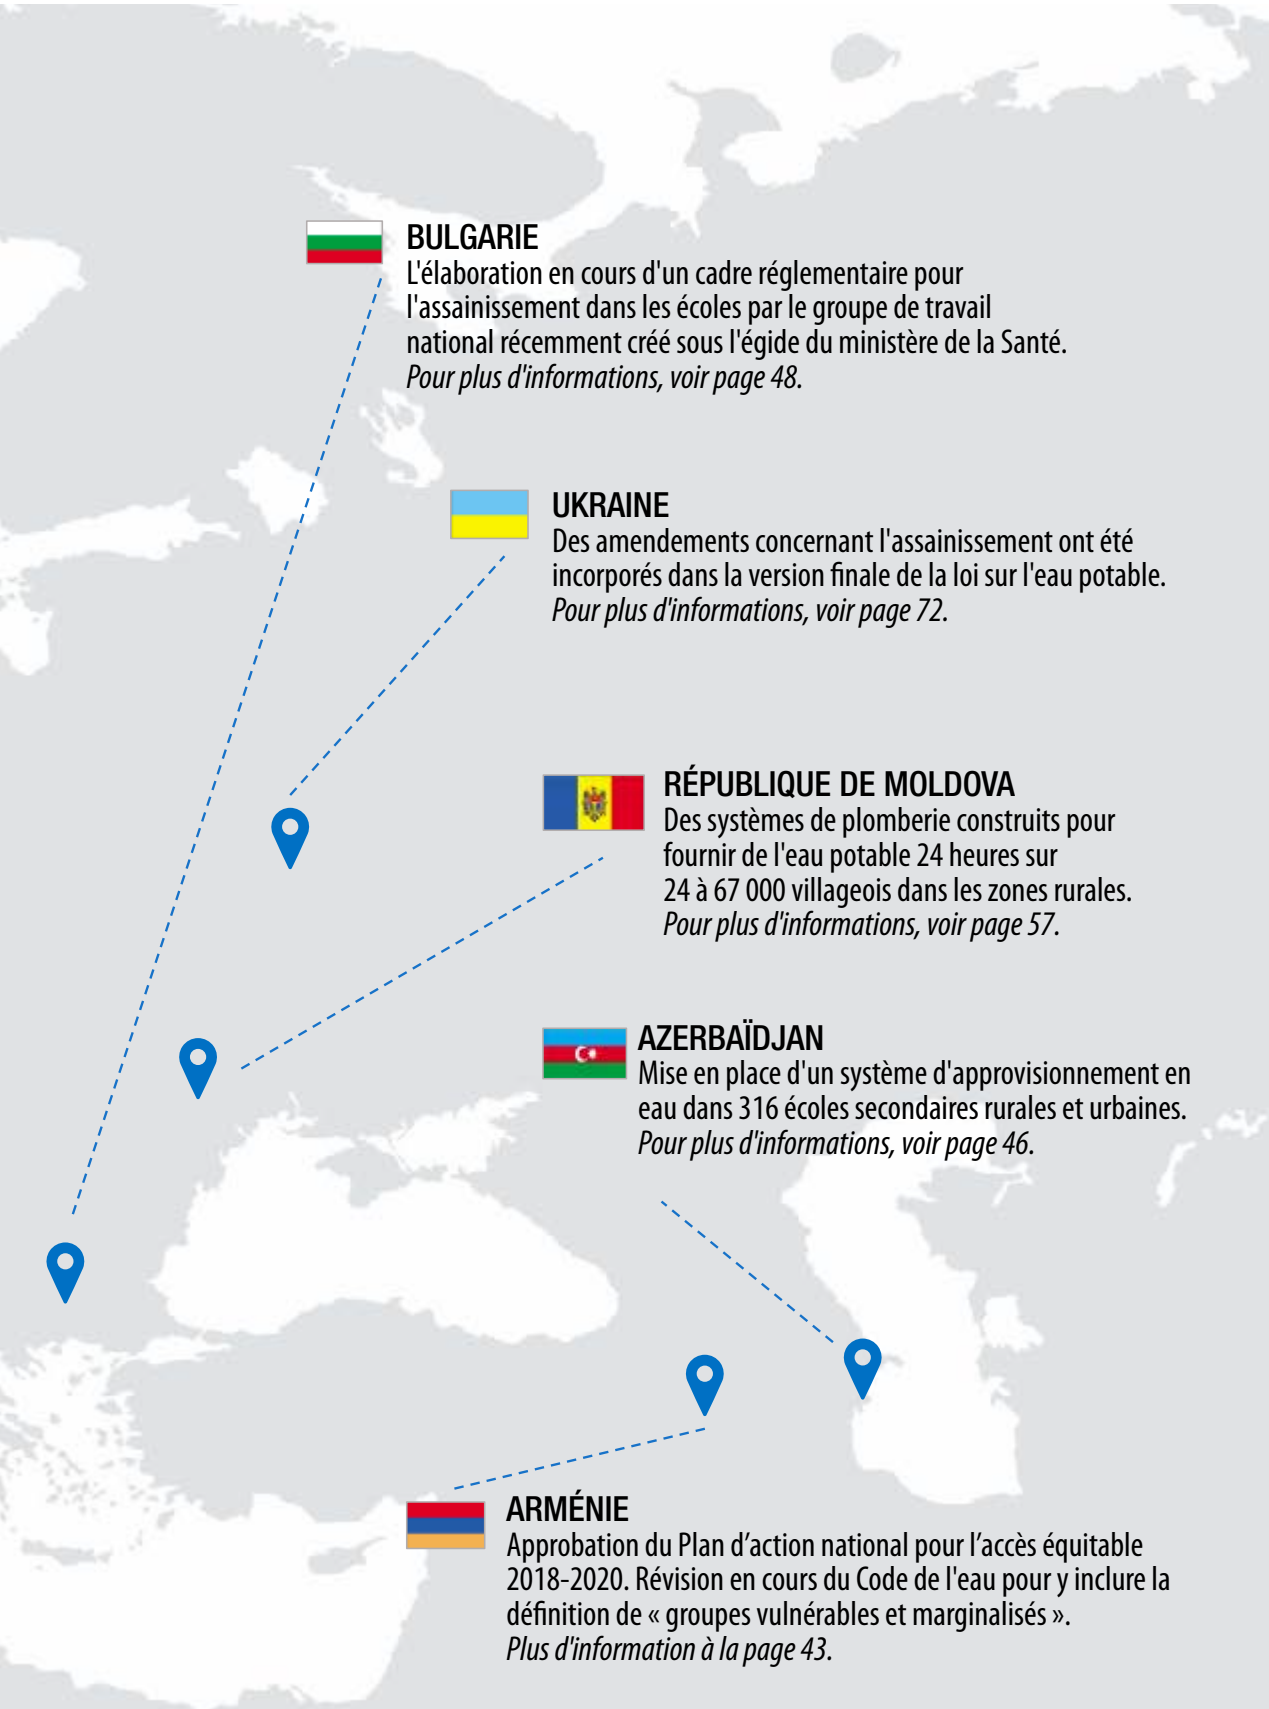 BULGARIE
L'élaboration en cours d'un cadre réglementaire pour
l'assainissement dans les écoles par le groupe de travail
national récemment créé sous l'égide du ministère de la Santé.
Pour plus d'informations, voir page 48.
UKRAINE
Des amendements concernant l'assainissement ont été
incorporés dans la version finale de la loi sur l'eau potable.
Pour plus d'informations, voir page 72.
RÉPUBLIQUE DE MOLDOVA
Des systèmes de plomberie construits pour
fournir de l'eau potable 24 heures sur
24 à 67 000 villageois dans les zones rurales.
Pour plus d'informations, voir page 57.
AZERBAÏDJAN
Mise en place d'un système d'approvisionnement en
eau dans 316 écoles secondaires rurales et urbaines.
Pour plus d'informations, voir page 46.
ARMÉNIE
Approbation du Plan d’action national pour l’accès équitable
2018-2020. Révision en cours du Code de l'eau pour y inclure la
définition de « groupes vulnérables et marginalisés ».
Plus d'information à la page 43.